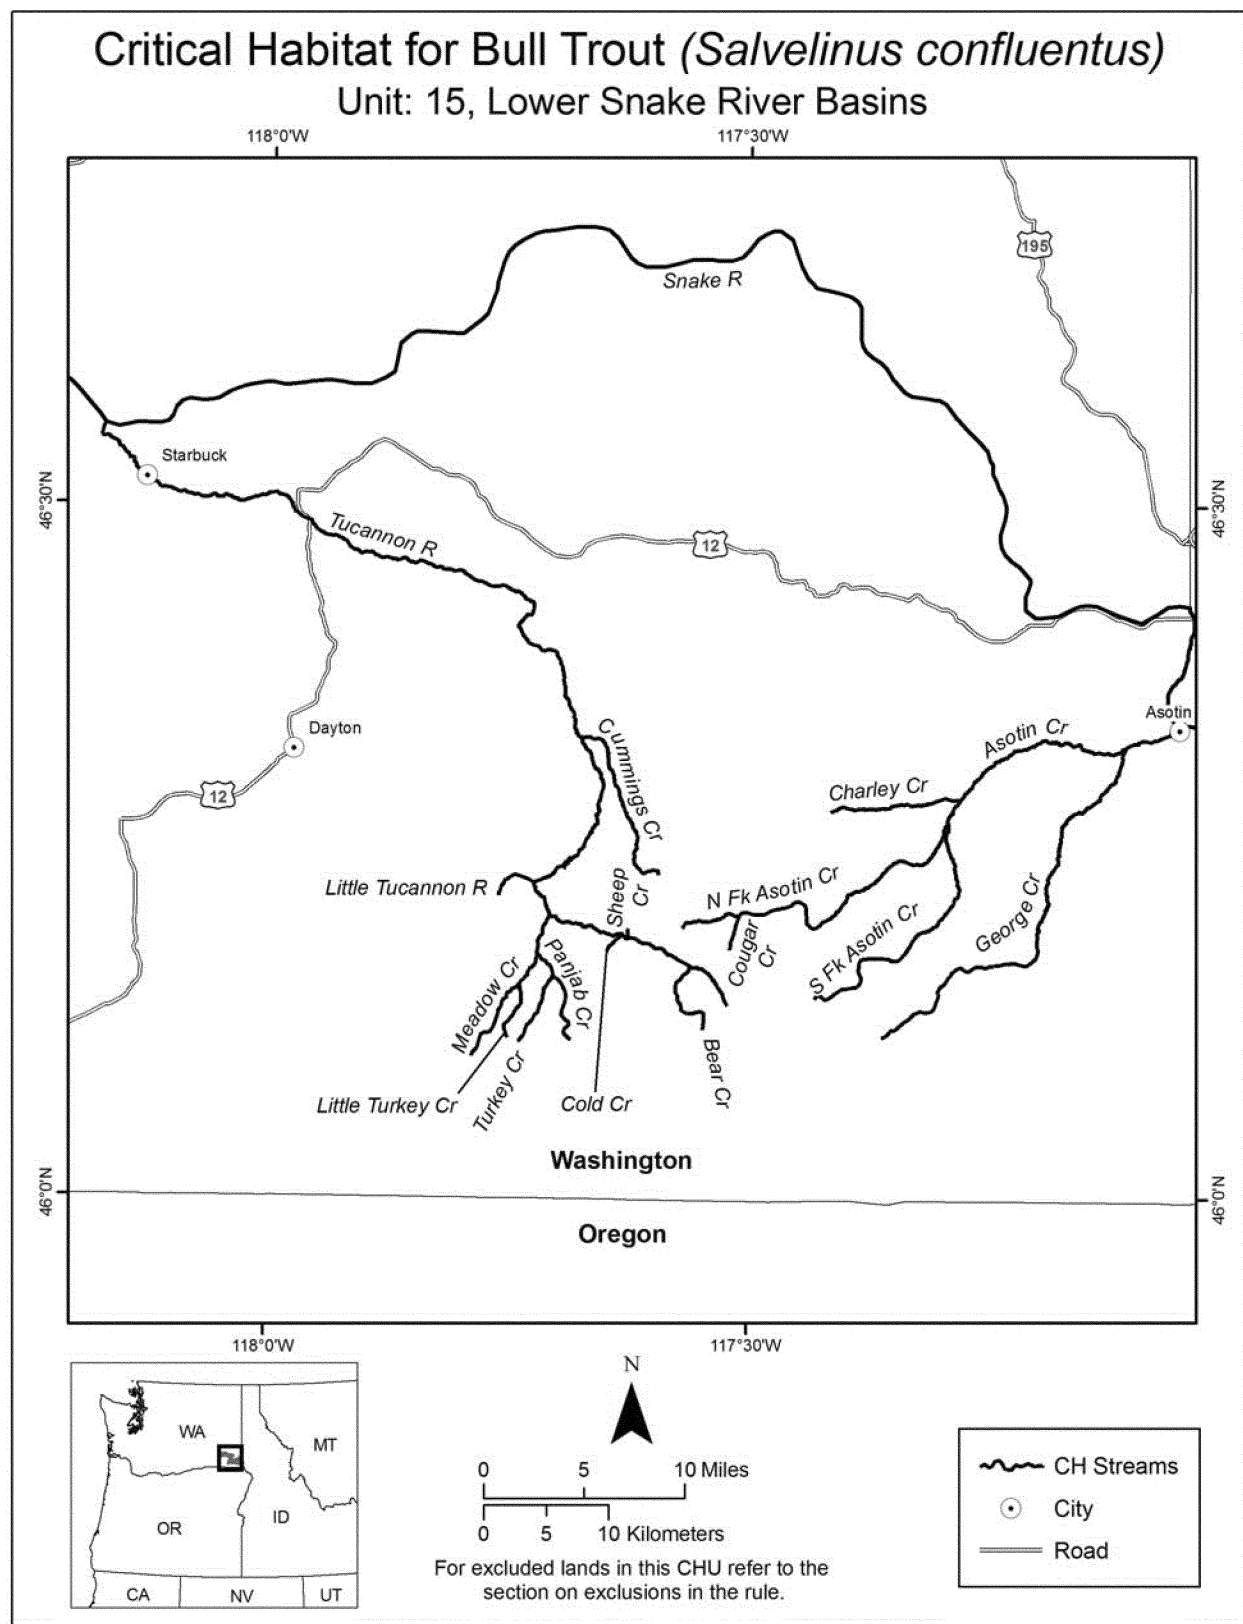 Critical Habitat for Bull Trout (Salvelinus confluentus)
Unit: 15, Lower Snake River Basins
118°0'W
117°30'W
195
Snake R
Starbuck
46°30'N
46°30'N
Tucannon R
12
Dayton
12
Asotin
Asotin Cr
Cummings Cr
Charley Cr
Little Tucannon R
Sheep
Cr
N Fk Asotin Cr
Cougar
Cr
S Fk Asotin Cr
George Cr
Meadow Cr
Panjab Cr
Little Turkey Cr
Turkey Cr
Cold Cr
Bear Cr
Washington
46°0'N
46°0'N
Oregon
118°0'W
117°30'W
WA
MT
OR
ID
CA
NV
UT
N
0 5 10 Miles
0 5 10 Kilometers
For excluded lands in this CHU refer to the
section on exclusions in the rule.
CH Streams
City
Road